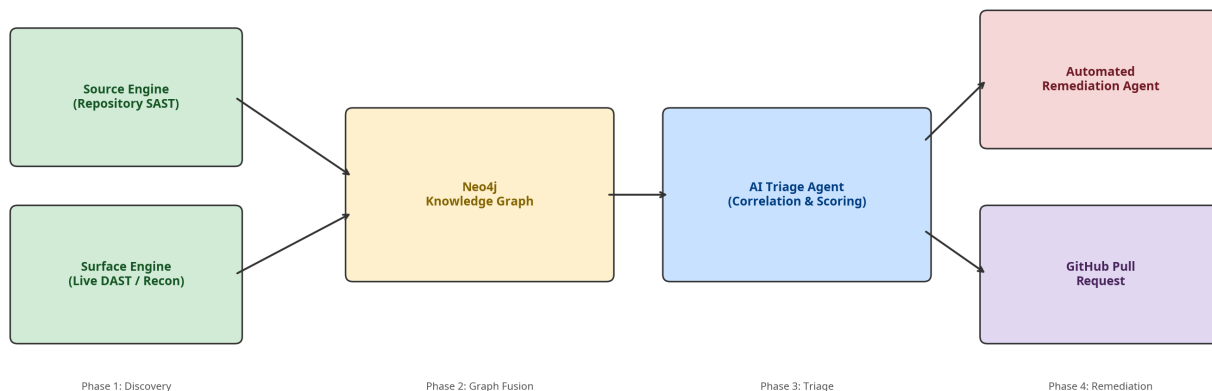 Source Engine
(Repository SAST)
Surface Engine
(Live DAST / Recon)
Neo4j
Knowledge Graph
AI Triage Agent
(Correlation & Scoring)
Automated
Remediation Agent
GitHub Pull
Request
Phase 1: Discovery
Phase 2: Graph Fusion
Phase 3: Triage
Phase 4: Remediation